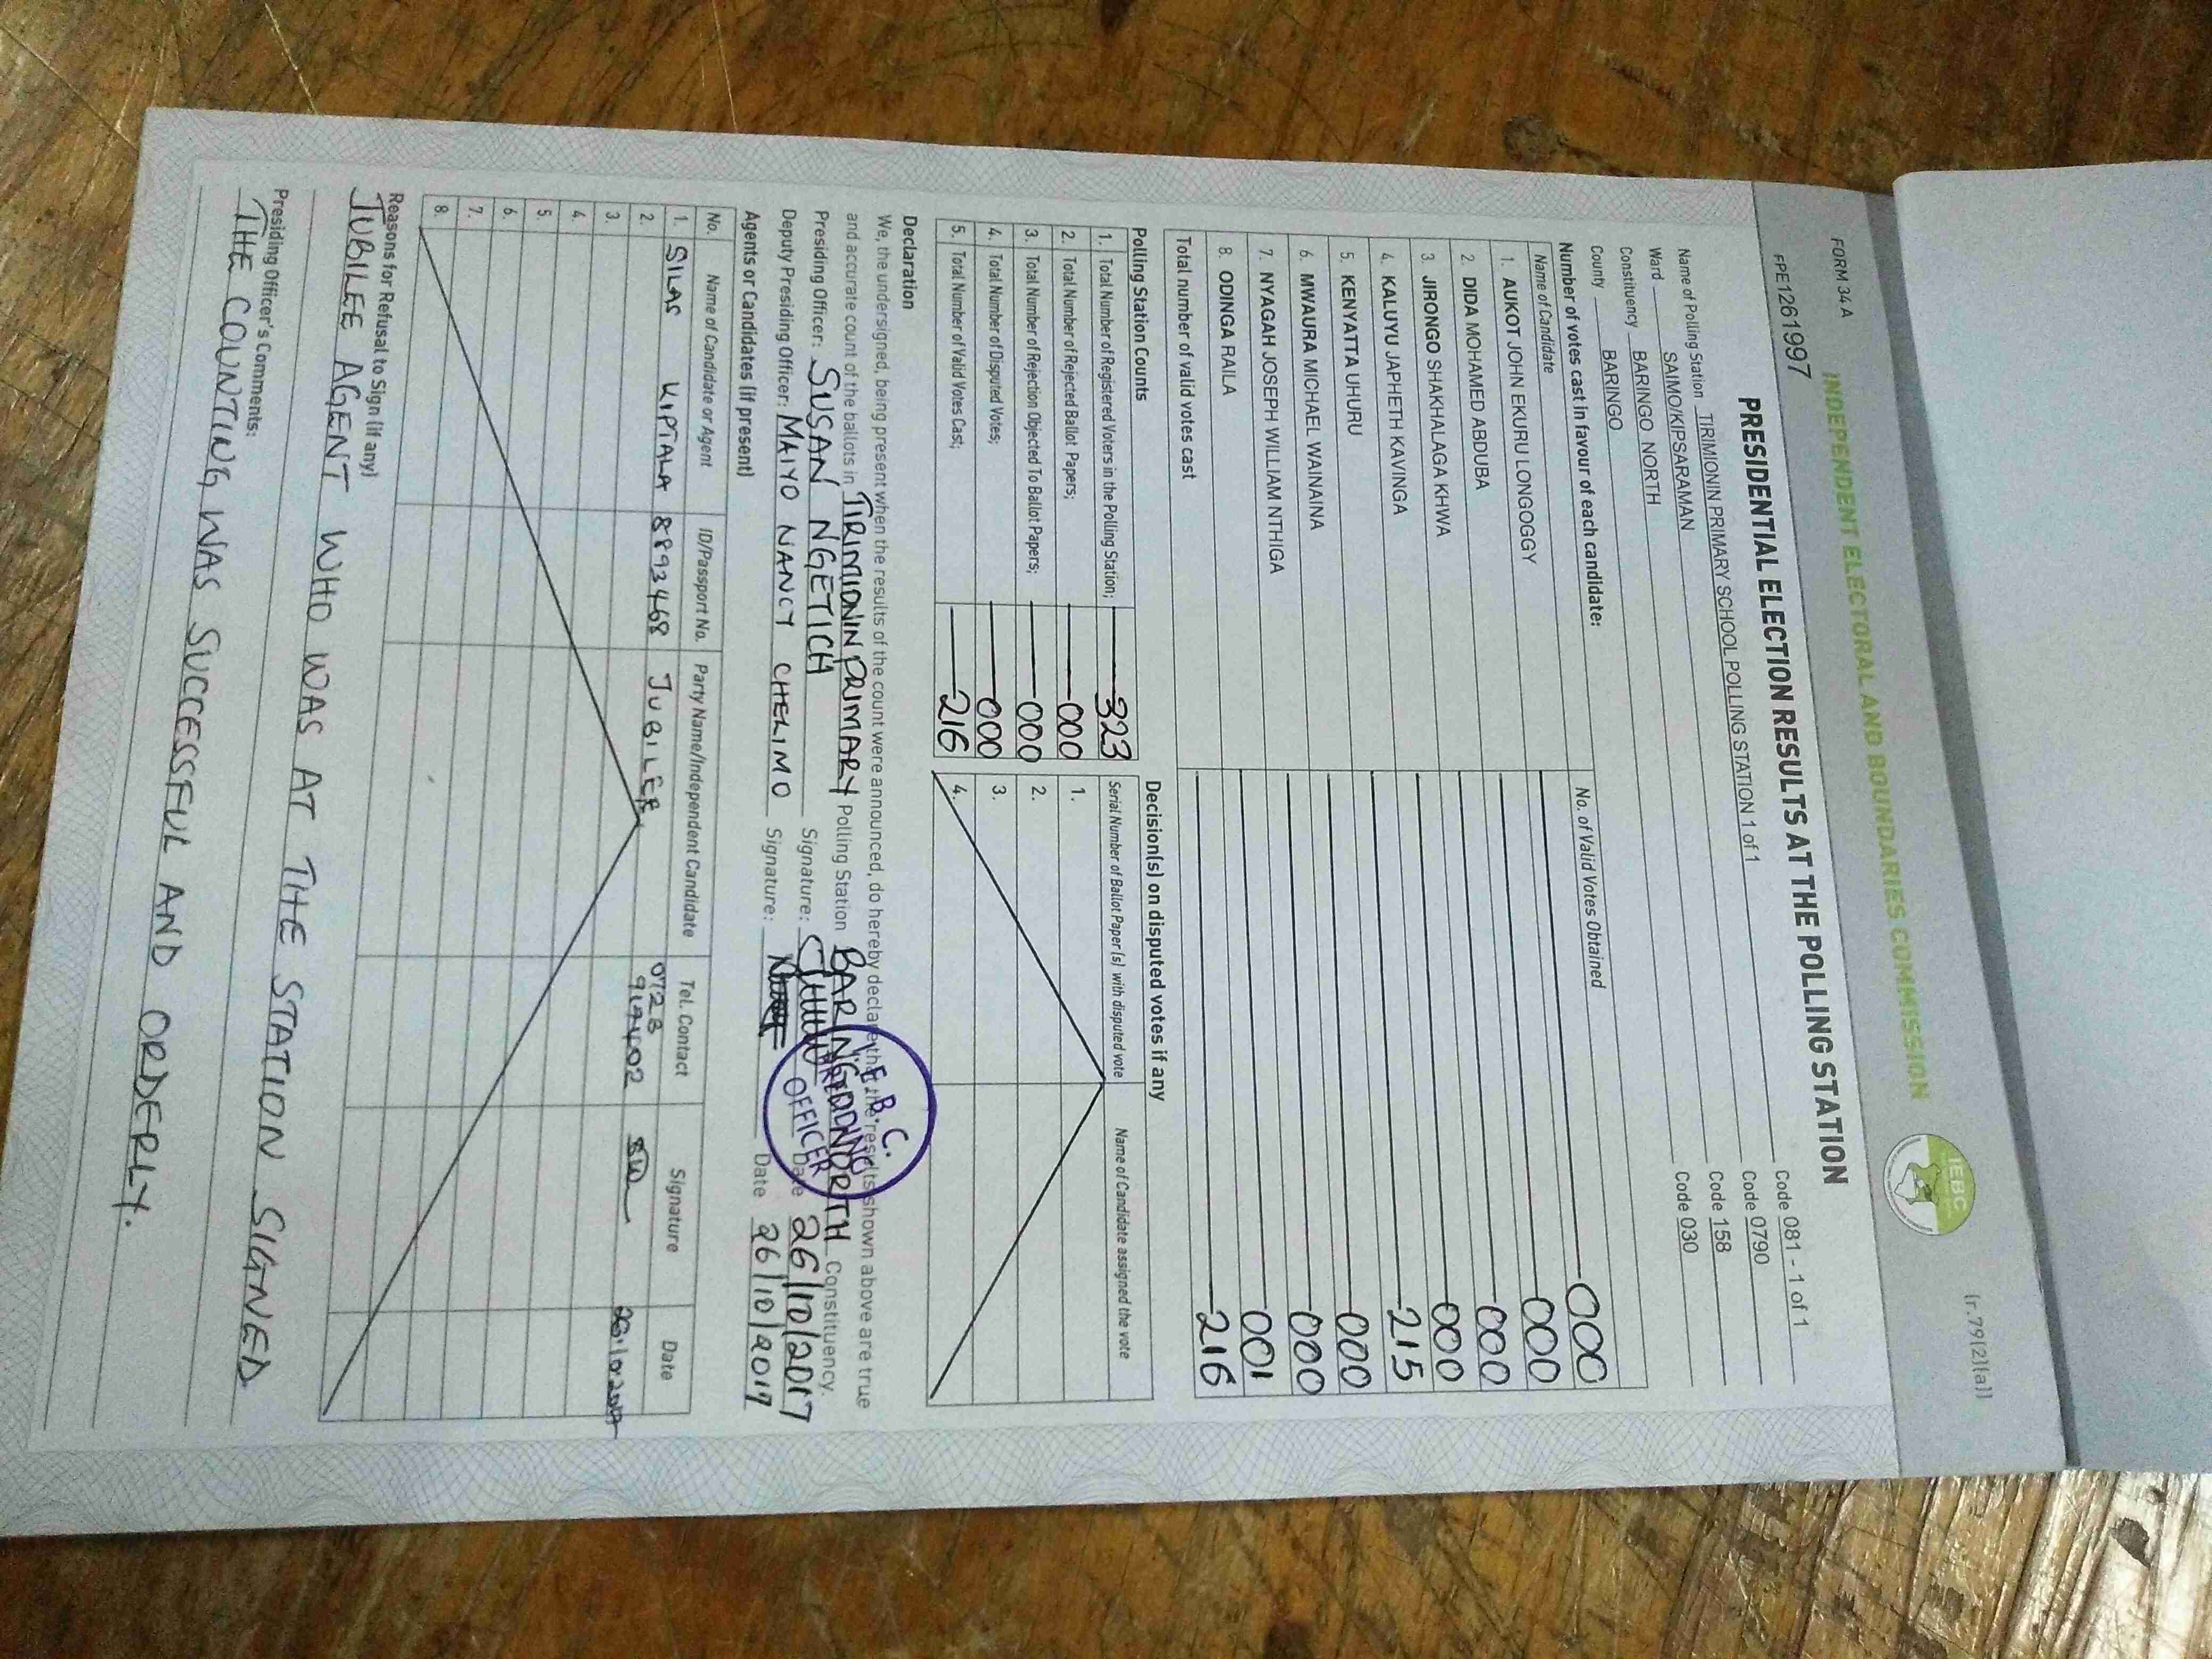 FORM 34A
(r.79(2)(a))
INDEPENDENT ELECTORAL AND BOUNDARIES COMMISSION
IEBC
FPE1261997
PRESIDENTIAL ELECTION RESULTS AT THE POLLING STATION
Name of Polling Station TIRIMIONIN PRIMARY SCHOOL POLLING STATION 1 of 1 Code 081 - 1 of 1
Ward SAIMO/KIPSARAMAN Code 0790
Constituency BARINGO NORTH Code 158
County BARINGO Code 030
Number of votes cast in favour of each candidate:
Name of Candidate No. of Valid Votes Obtained
1. AUKOT JOHN EKURU LONGOGGY 000
2. DIDA MOHAMED ABDUBA 000
3. JIRONGO SHAKHALAGA KHWA 000
4. KALUYU JAPHETH KAVINGA 000
5. KENYATTA UHURU 215
6. MWAURA MICHAEL WAINAINA 000
7. NYAGAH JOSEPH WILLIAM NTHIGA 000
8. ODINGA RAILA 001
Total number of valid votes cast 216
Polling Station Counts
1. Total Number of Registered Voters in the Polling Station; 323
2. Total Number of Rejected Ballot Papers; 000
3. Total Number of Rejection Objected To Ballot Papers; 000
4. Total Number of Disputed Votes; 000
5. Total Number of Valid Votes Cast; 216
Decision(s) on disputed votes if any
Serial Number of Ballot Paper (s) with disputed vote Name of Candidate assigned the vote
1.
2.
3.
4.
Declaration
We, the undersigned, being present when the results of the count were announced, do hereby declare that the results shown above are true
and accurate count of the ballots in TIRIMIONIN PRIMARY Polling Station BARINGO NORTH Constituency.
Presiding Officer: SUSAN NGETICH Signature: Date 26/10/2017
Deputy Presiding Officer: MAIYO NANCY CHELIMO Signature: Date 26/10/2017
I.E.B.C.
PRESIDING
OFFICER
Agents or Candidates (if present)
No. Name of Candidate or Agent ID/Passport No. Party Name/Independent Candidate Tel. Contact Signature Date
1. SILAS KIPTALA 8893468 JUBILEE 0723
2.
3.
4.
5.
6.
7.
8.
Reasons for Refusal to Sign (if any)
JUBILEE AGENT WHO WAS AT THE STATION SIGNED
Presiding Officer's Comments:
THE COUNTING WAS SUCCESSFUL AND ORDERLY.